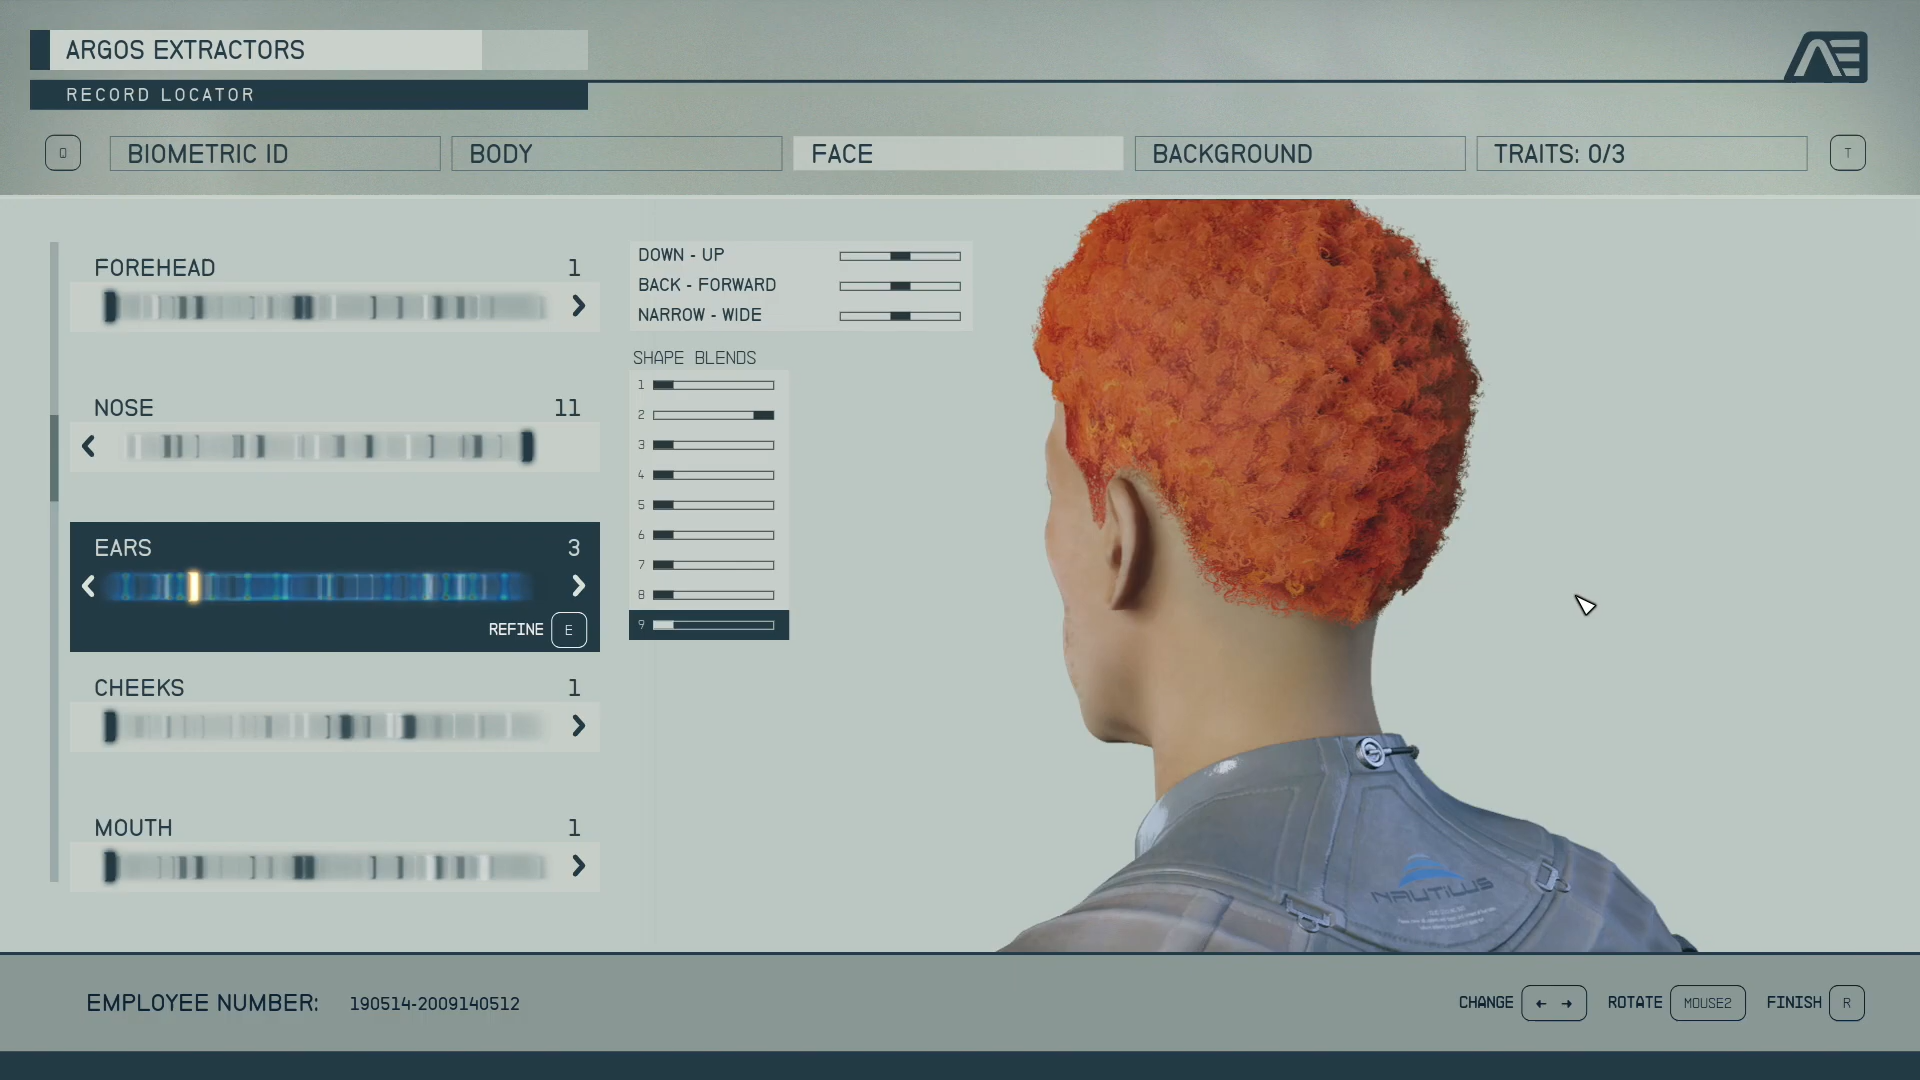 ARGOS EXTRACTORS
RECORD LOCATOR
BIOMETRIC ID
BODY
FACE
BACKGROUND
TRAITS: 0/3
T
FOREHEAD 1
NOSE 11
EARS 3
REFINE E
CHEEKS 1
MOUTH 1
DOWN - UP
BACK - FORWARD
NARROW - WIDE
SHAPE BLENDS
1
2
3
4
5
6
7
8
9
NAUTILUS
EMPLOYEE NUMBER: 190514-2009140512
CHANGE ← →
ROTATE MOUSE2
FINISH R